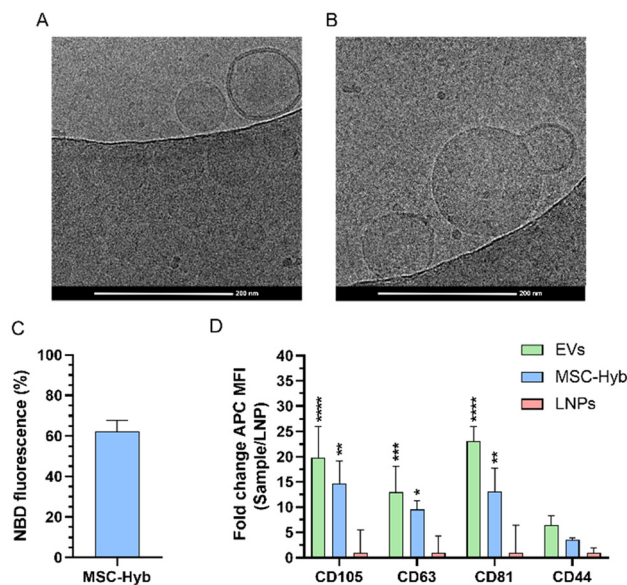 A
B
200 nm
200 nm
C
D
NBD fluorescence (%)
100
80
60
40
20
0
MSC-Hyb
Fold change APC MFI
(Sample/LNP)
40
35
30
25
20
15
10
5
0
****
**
***
*
****
**
CD105
CD63
CD81
CD44
EVs
MSC-Hyb
LNPs